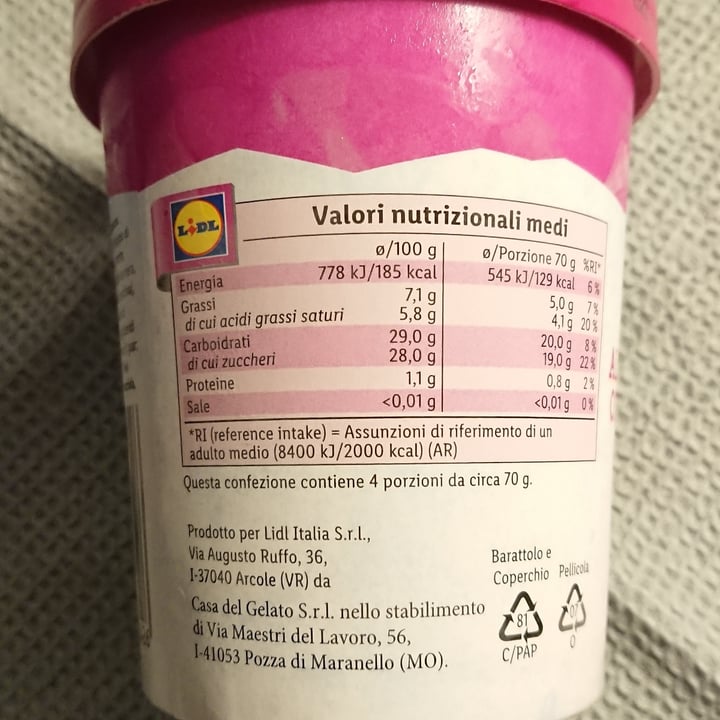 LIDL
Valori nutrizionali medi
ø/100 g ø/Porzione 70 g %RI*
Energia 778 kJ/185 kcal 545 kJ/129 kcal 6%
Grassi 7,1 g 5,0 g 7%
di cui acidi grassi saturi 5,8 g 4,1 g 20%
Carboidrati 29,0 g 20,0 g 8%
di cui zuccheri 28,0 g 19,0 g 22%
Proteine 1,1 g 0,8 g 2%
Sale <0,01 g <0,01 g 0%
*RI (reference intake) = Assunzioni di riferimento di un
adulto medio (8400 kJ/2000 kcal) (AR)
Questa confezione contiene 4 porzioni da circa 70 g.
Prodotto per Lidl Italia S.r.l.,
Via Augusto Ruffo, 36,
I-37040 Arcole (VR) da
Casa del Gelato S.r.l. nello stabilimento
di Via Maestri del Lavoro, 56,
I-41053 Pozza di Maranello (MO).
Barattolo e
Coperchio
81
C/PAP
Pellicola
07
O